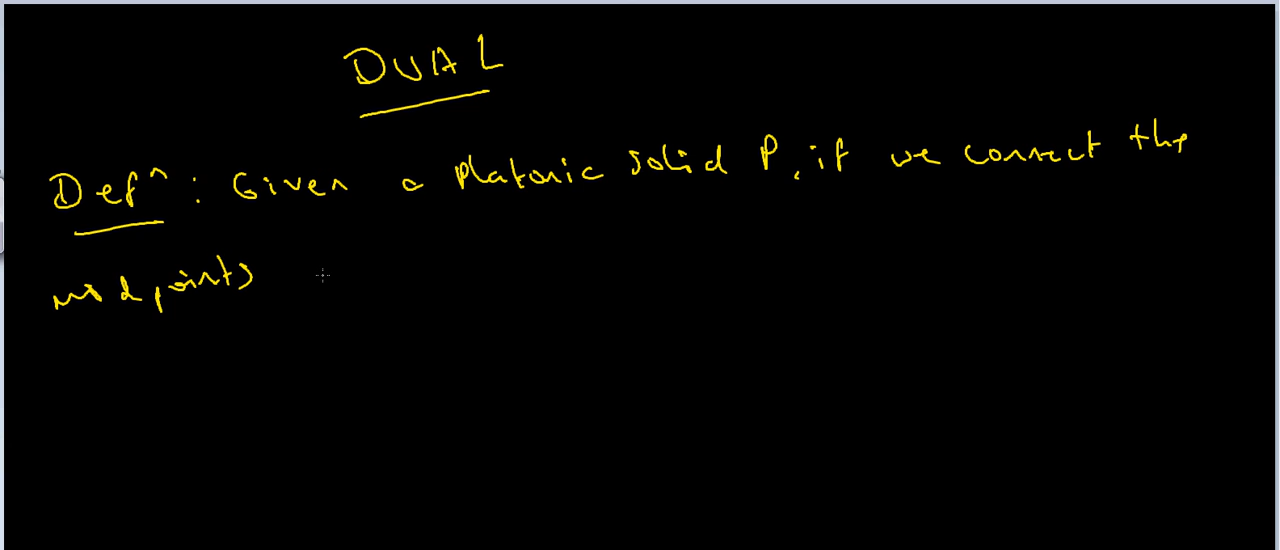 DUAL
Defⁿ : Given a platonic solid P, if we connect the
midpoints